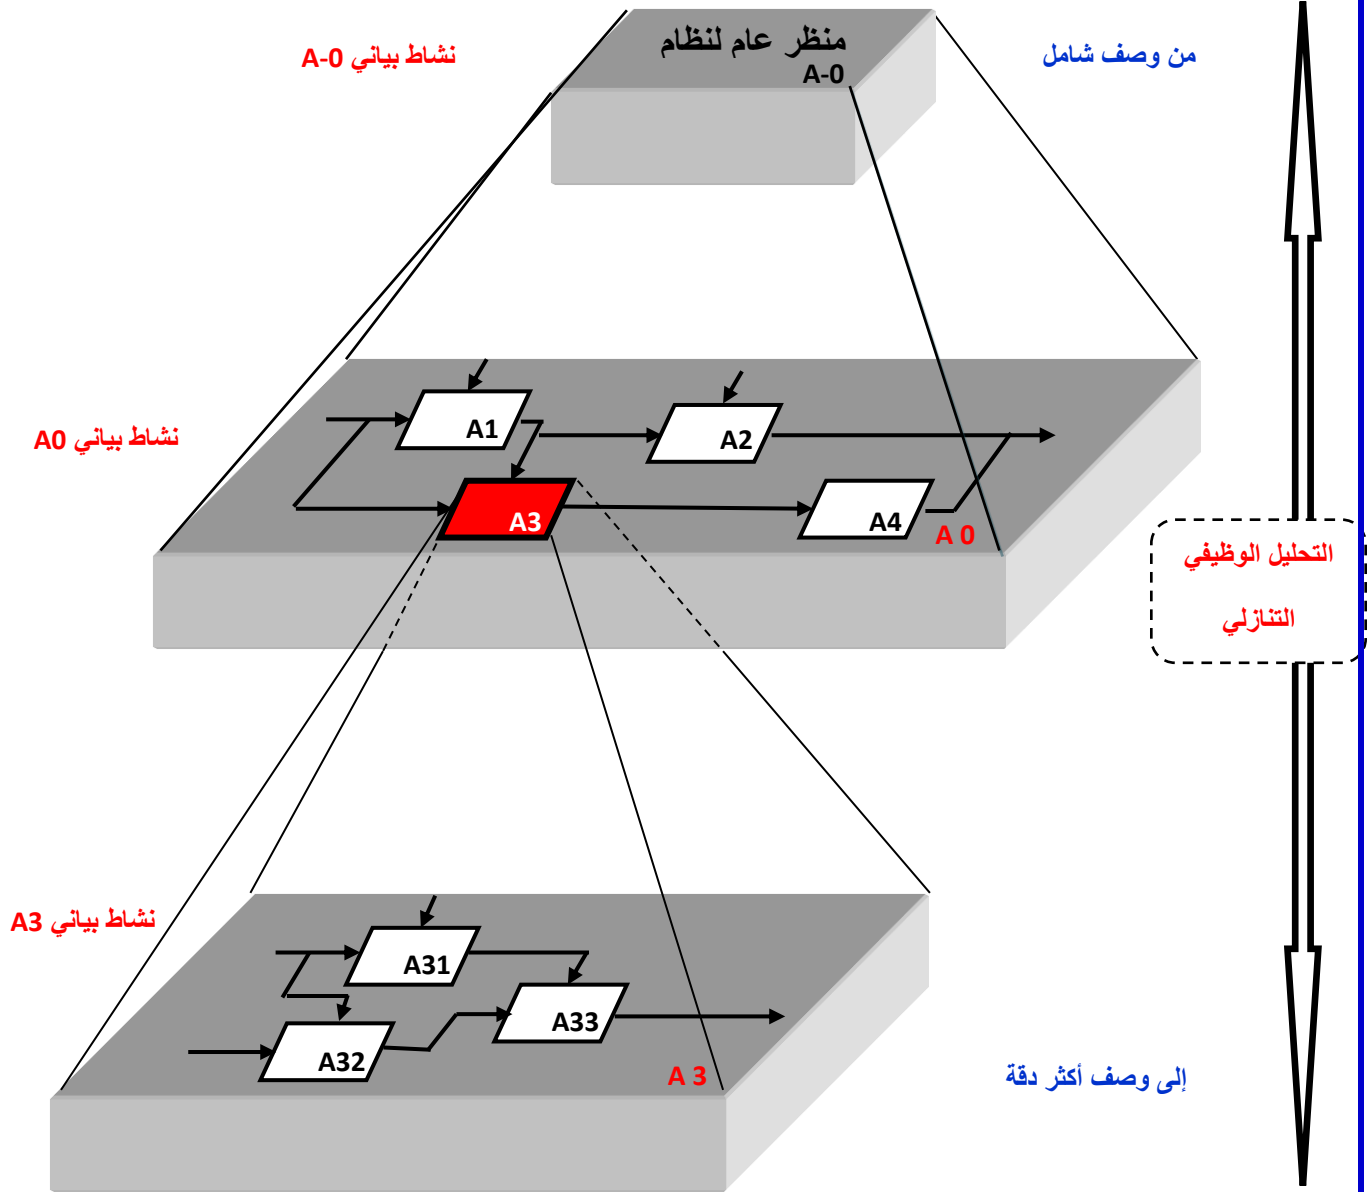 منظر عام لنظام
A-0
نشاط بياني A-0
من وصف شامل
A1
A2
نشاط بياني A0
A3
A4
A 0
التحليل الوظيفي
التنازلي
نشاط بياني A3
A31
A33
A32
A 3
إلى وصف أكثر دقة